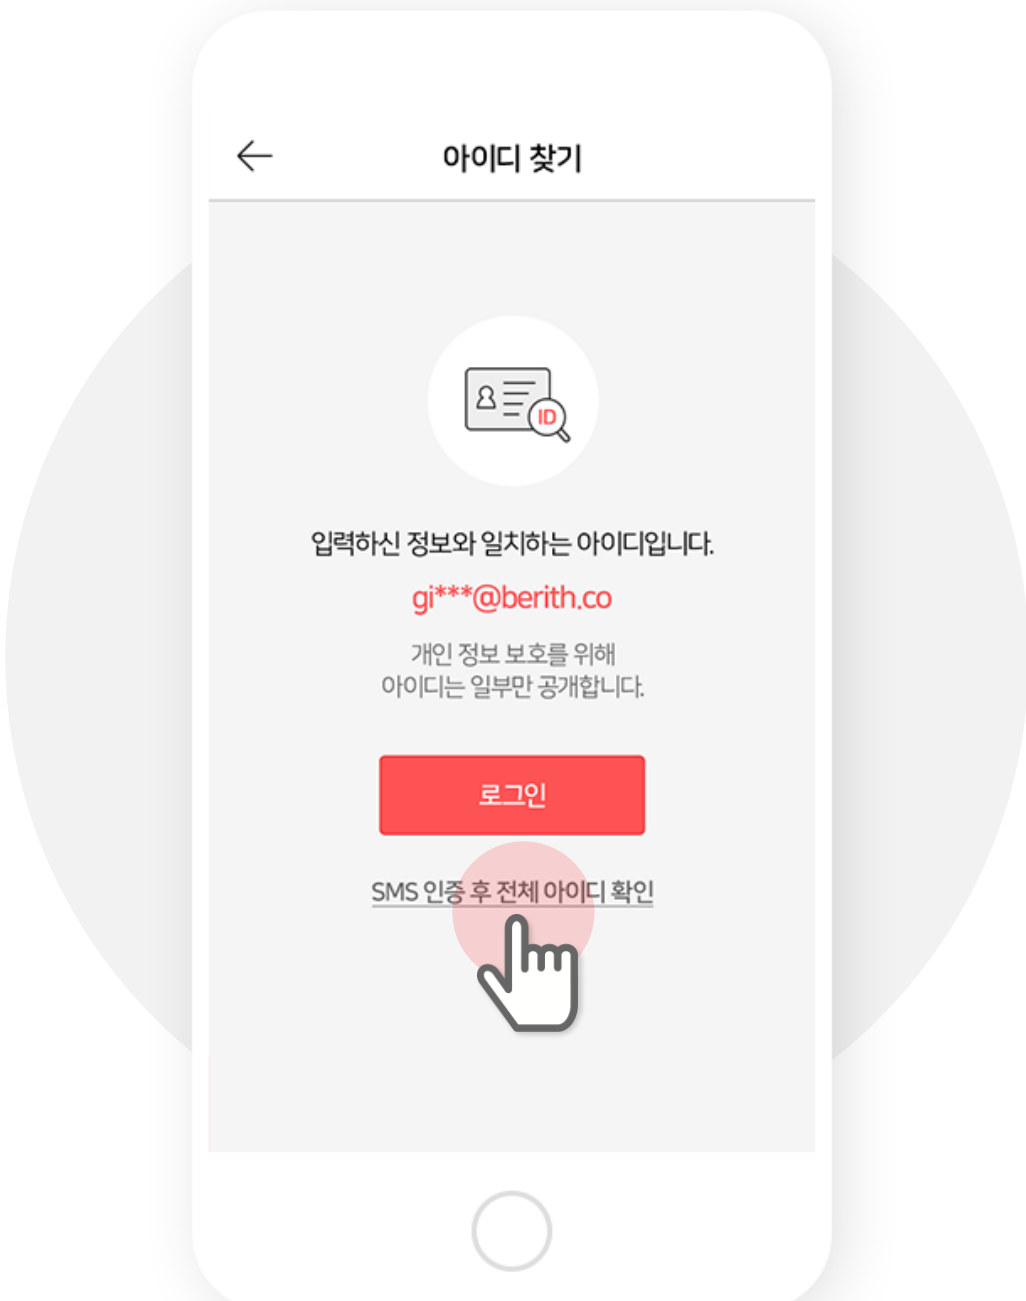 아이디 찾기
ID
입력하신 정보와 일치하는 아이디입니다.
gi***@berith.co
개인 정보 보호를 위해
아이디는 일부만 공개합니다.
로그인
SMS 인증 후 전체 아이디 확인